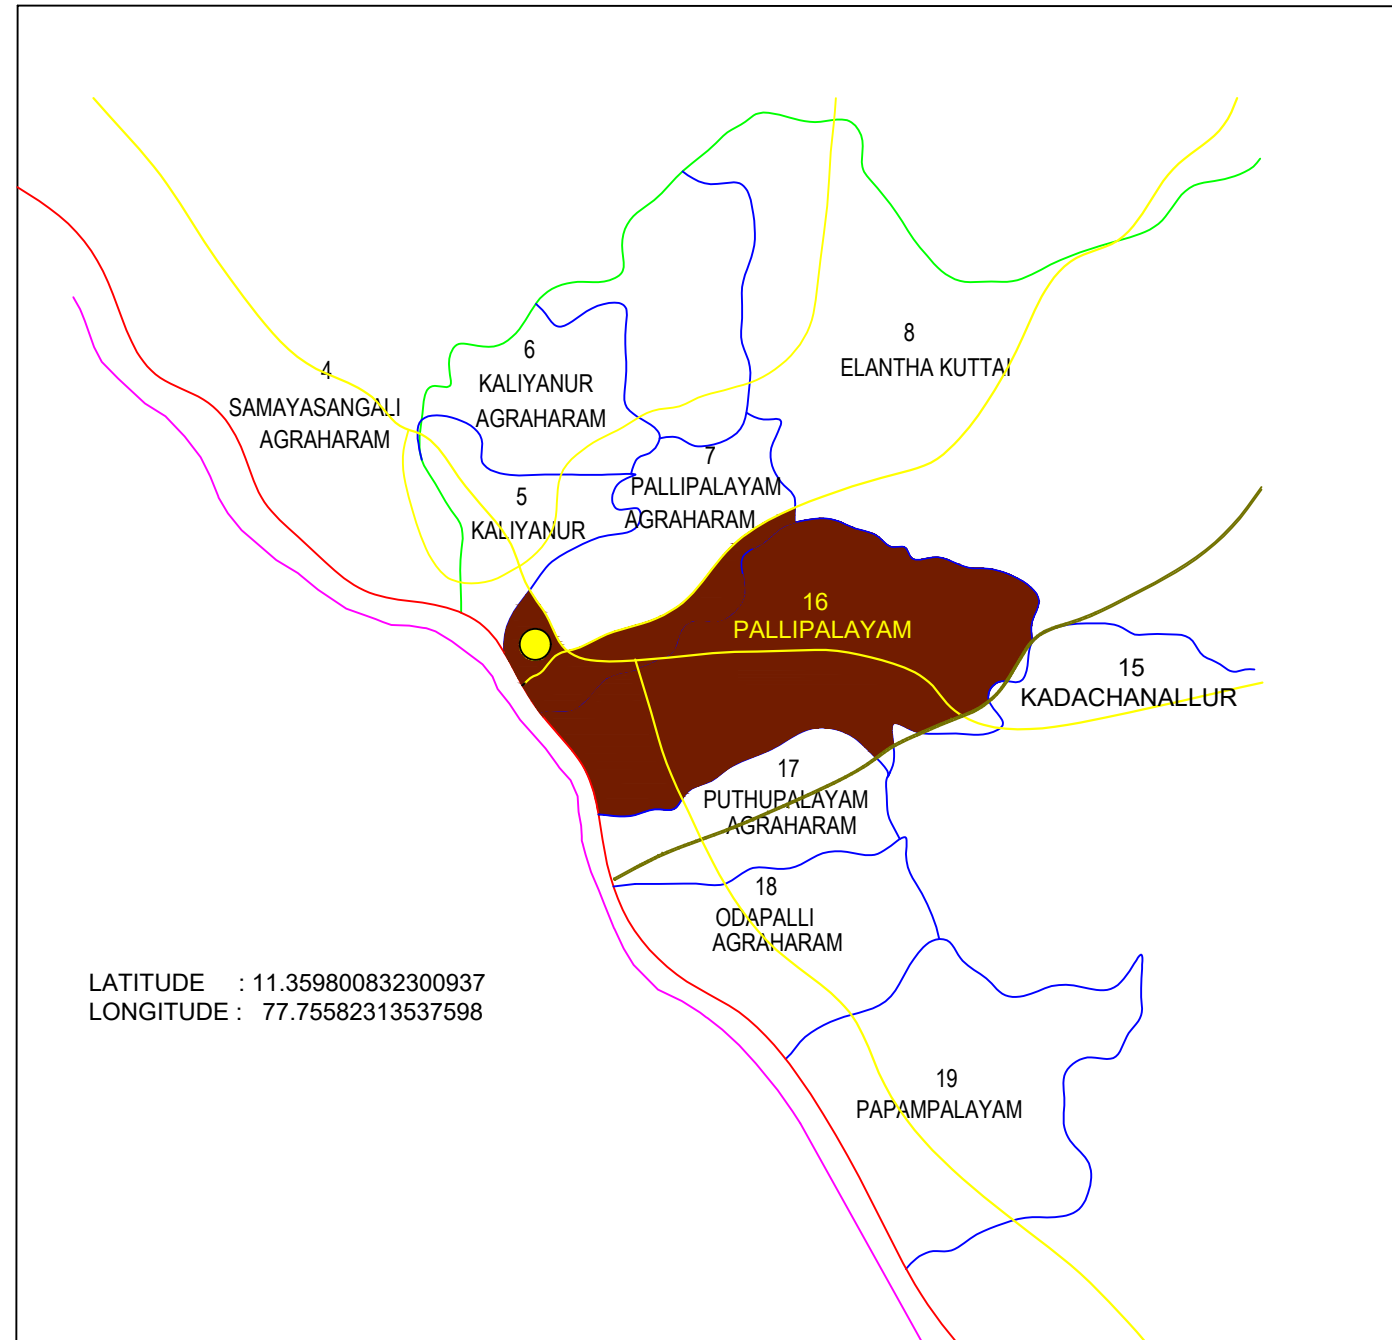 8
ELANTHA KUTTAI
6
KALIYANUR
AGRAHARAM
4
SAMAYASANGALI
AGRAHARAM
7
PALLIPALAYAM
AGRAHARAM
5
KALIYANUR
16
PALLIPALAYAM
15
KADACHANALLUR
17
PUTHUPALAYAM
AGRAHARAM
18
ODAPALLI
AGRAHARAM
LATITUDE : 11.359800832300937
LONGITUDE : 77.75582313537598
19
PAPAMPALAYAM